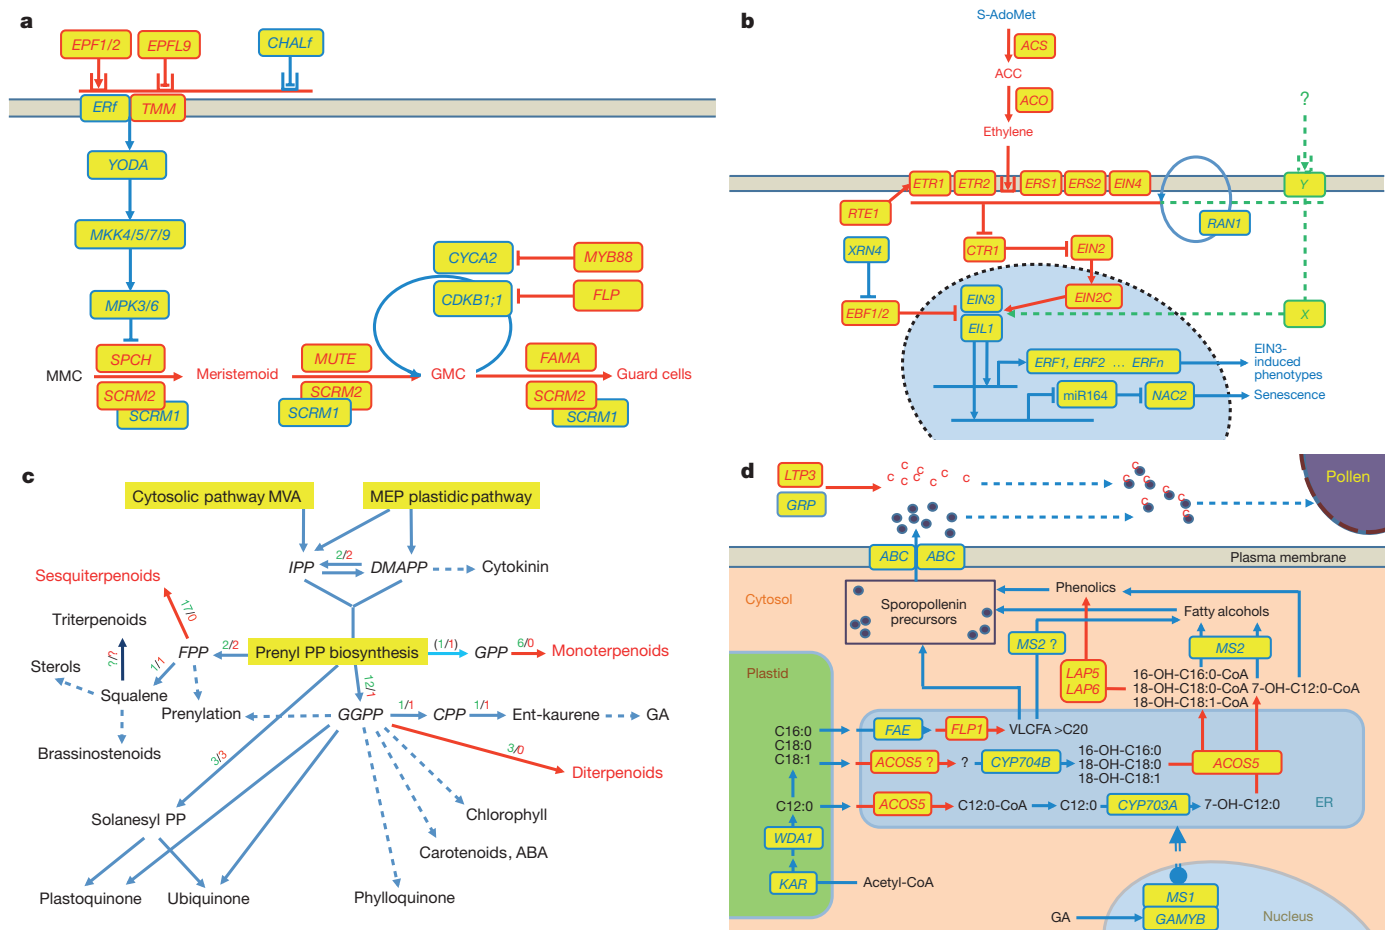 a
EPF1/2
EPFL9
CHALf
ERf
TMM
YODA
MKK4/5/7/9
MPK3/6
CYCA2
MYB88
CDKB1;1
FLP
SPCH
MUTE
FAMA
MMC
Meristemoid
GMC
Guard cells
SCRM2
SCRM1
SCRM2
SCRM1
SCRM2
SCRM1
b
S-AdoMet
ACS
ACC
ACO
Ethylene
?
ETR1
ETR2
ERS1
ERS2
EIN4
Y
RTE1
RAN1
XRN4
CTR1
EIN2
EIN3
EIN2C
EBF1/2
EIL1
X
ERF1, ERF2 ... ERFn
EIN3-
induced
phenotypes
miR164
NAC2
Senescence
c
Cytosolic pathway MVA
MEP plastidic pathway
2/2
IPP
DMAPP
Cytokinin
Sesquiterpenoids
17/0
Triterpenoids
FPP
2/2
Prenyl PP biosynthesis
(1/1)
GPP
6/0
Monoterpenoids
?/?
1/1
Sterols
Squalene
12/1
Prenylation
GGPP
1/1
CPP
1/1
Ent-kaurene
GA
Brassinostenoids
3/3
3/0
Diterpenoids
Solanesyl PP
Chlorophyll
Carotenoids, ABA
Plastoquinone
Ubiquinone
Phylloquinone
d
LTP3
GRP
c c c c c c c c
c c c c c c
Pollen
ABC
ABC
Plasma membrane
Cytosol
Sporopollenin
precursors
Phenolics
Fatty alcohols
MS2 ?
MS2
Plastid
LAP5
LAP6
16-OH-C16:0-CoA
18-OH-C18:0-CoA
18-OH-C18:1-CoA
7-OH-C12:0-CoA
C16:0
C18:0
C18:1
FAE
FLP1
VLCFA >C20
ACOS5 ?
?
CYP704B
16-OH-C16:0
18-OH-C18:0
18-OH-C18:1
ACOS5
C12:0
ACOS5
C12:0-CoA
C12:0
CYP703A
7-OH-C12:0
ER
WDA1
KAR
Acetyl-CoA
MS1
GA
GAMYB
Nucleus